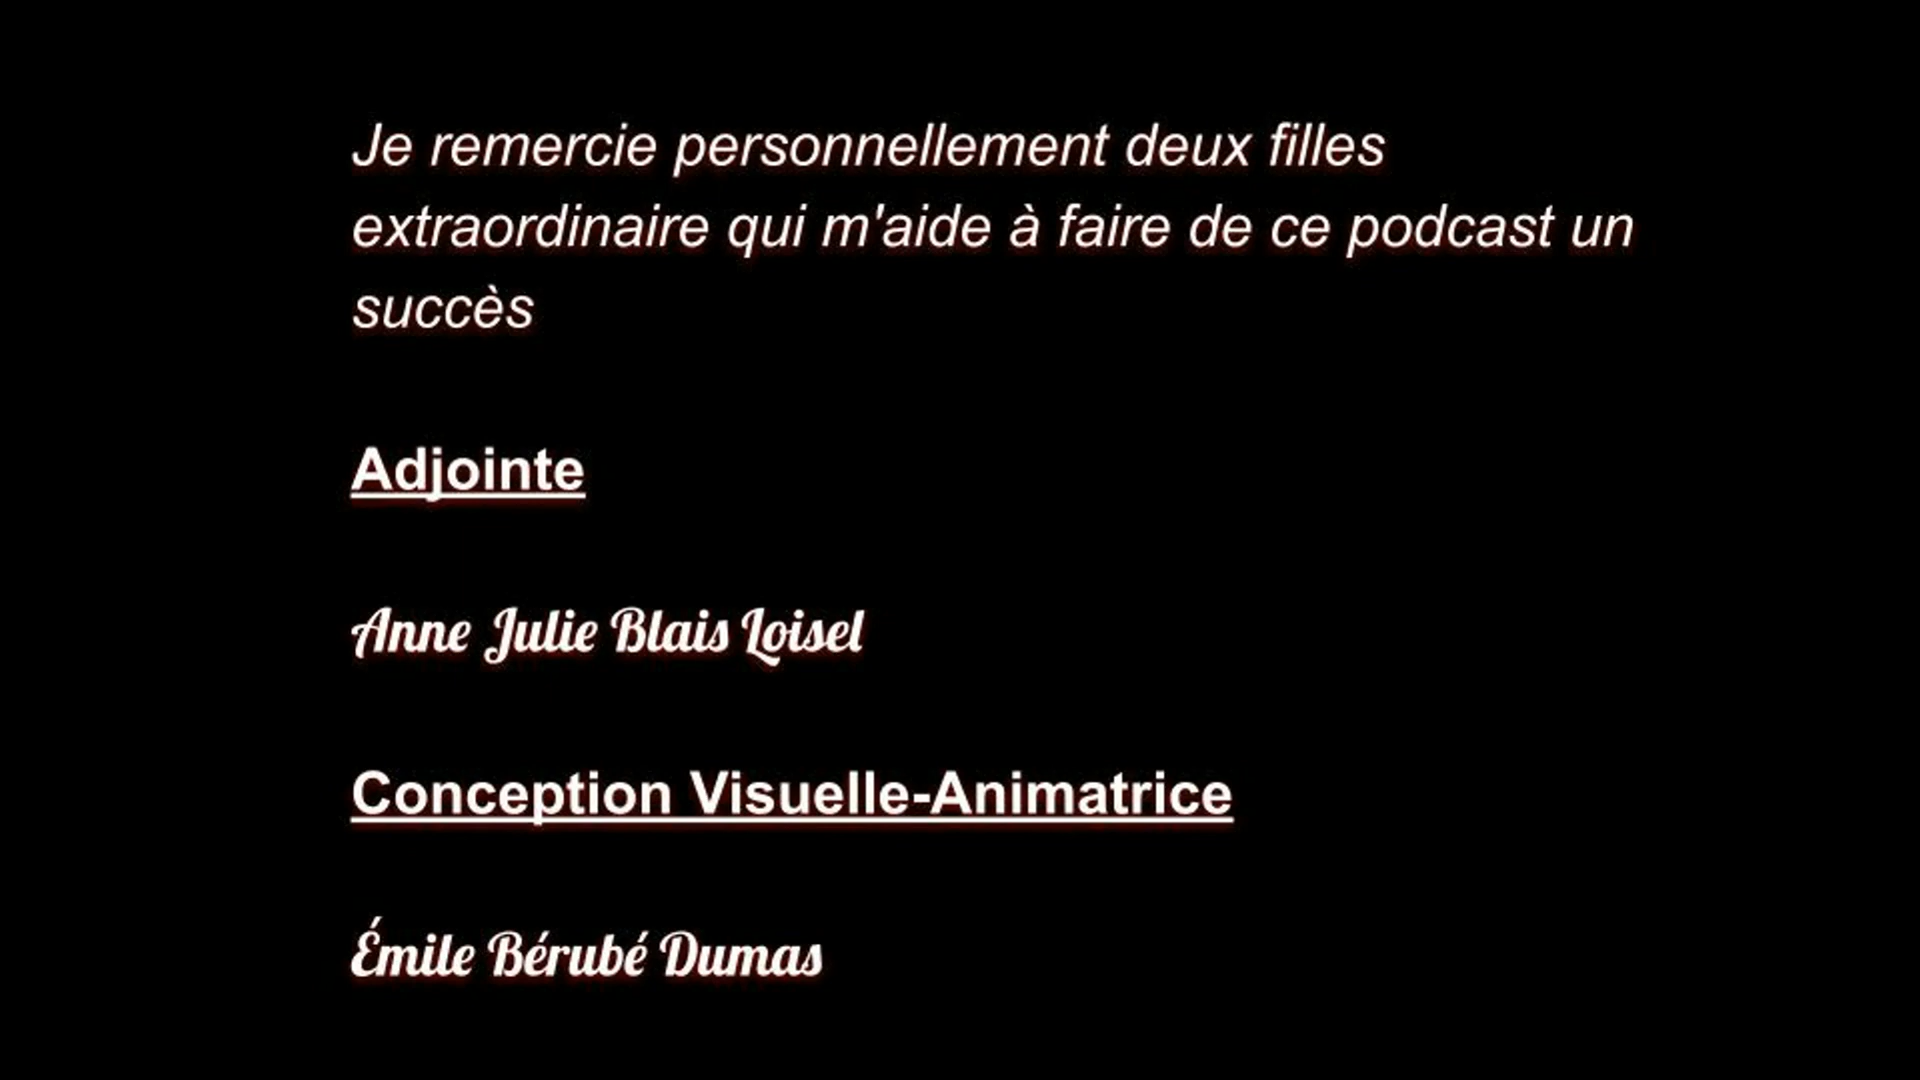 Je remercie personnellement deux filles
extraordinaire qui m'aide à faire de ce podcast un
succès
Adjointe
Anne Julie Blais Loisel
Conception Visuelle-Animatrice
Émile Bérubé Dumas